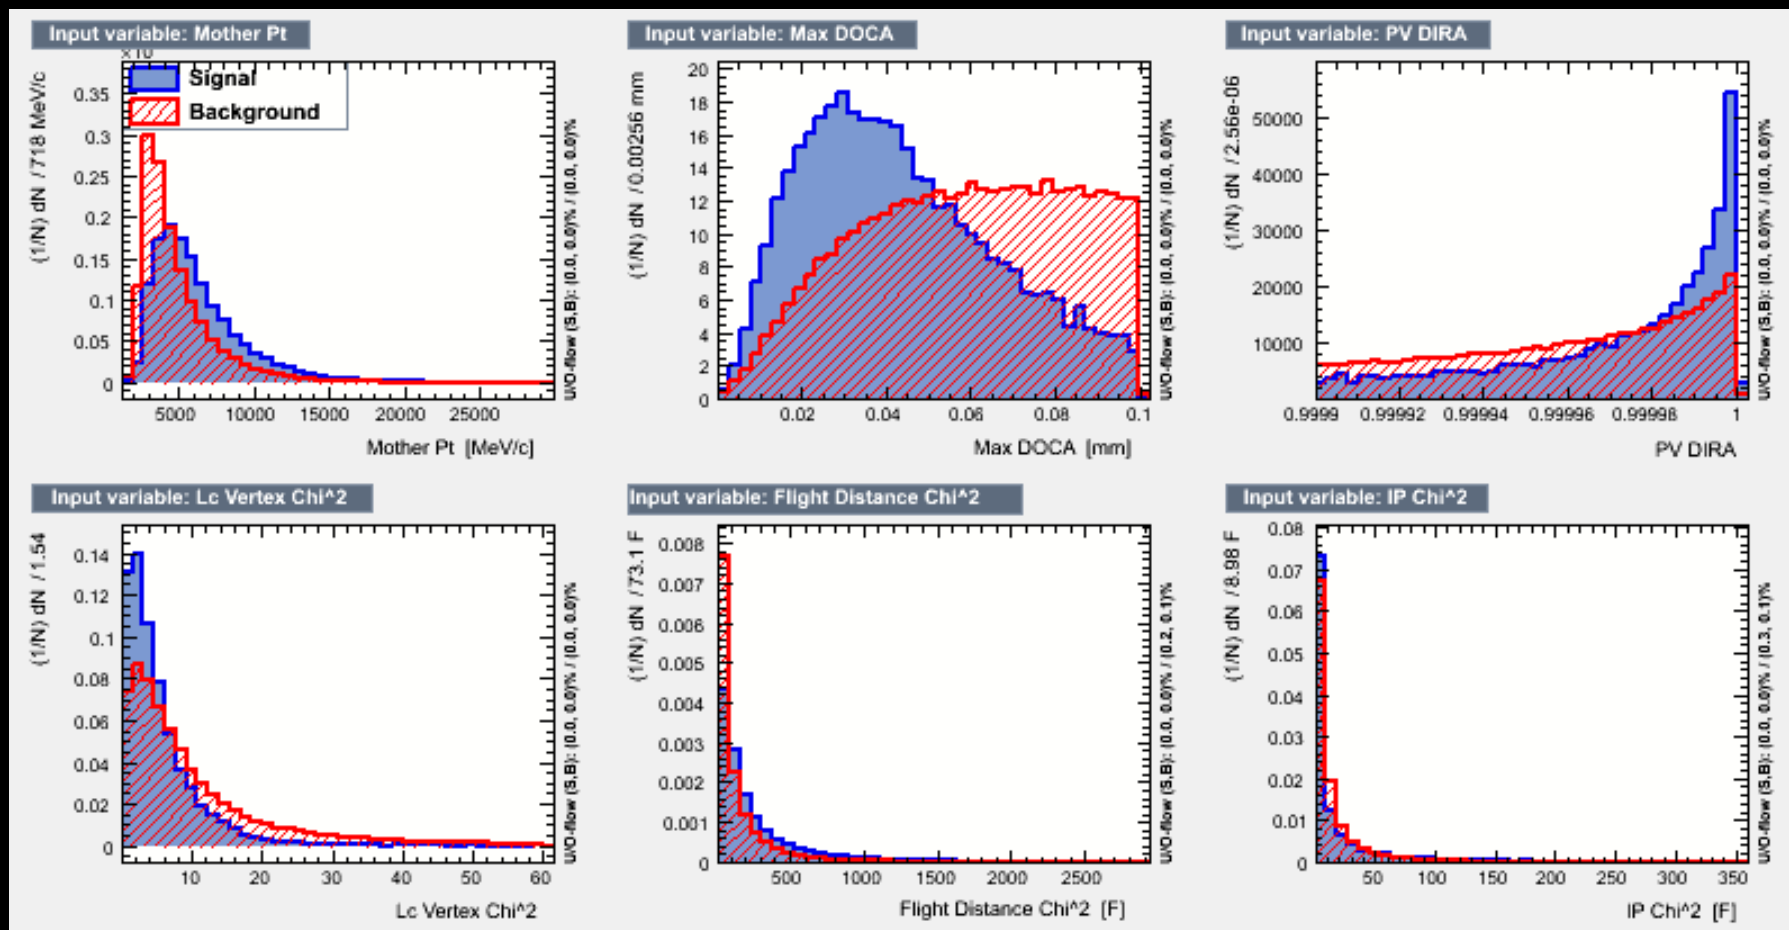 Input variable: Mother Pt
Signal
Background
0.35
0.3
0.25
0.2
0.15
0.1
0.05
0
(1/N) dN / 718 MeV/c
5000 10000 15000 20000 25000
Mother Pt [MeV/c]
U/O-flow (S,B): (0.0, 0.0)% / (0.0, 0.0)%
Input variable: Max DOCA
20
18
16
14
12
10
8
6
4
2
0
(1/N) dN / 0.00256 mm
0.02 0.04 0.06 0.08 0.1
Max DOCA [mm]
U/O-flow (S,B): (0.0, 0.0)% / (0.0, 0.0)%
Input variable: PV DIRA
50000
40000
30000
20000
10000
(1/N) dN / 2.56e-06
0.9999 0.99992 0.99994 0.99996 0.99998 1
PV DIRA
U/O-flow (S,B): (0.0, 0.0)% / (0.0, 0.0)%
Input variable: Lc Vertex Chi^2
0.14
0.12
0.1
0.08
0.06
0.04
0.02
0
(1/N) dN / 1.54
10 20 30 40 50 60
Lc Vertex Chi^2
U/O-flow (S,B): (0.0, 0.0)% / (0.0, 0.0)%
Input variable: Flight Distance Chi^2
0.008
0.007
0.006
0.005
0.004
0.003
0.002
0.001
0
(1/N) dN / 73.1 F
500 1000 1500 2000 2500
Flight Distance Chi^2 [F]
U/O-flow (S,B): (0.0, 0.0)% / (0.2, 0.1)%
Input variable: IP Chi^2
0.08
0.07
0.06
0.05
0.04
0.03
0.02
0.01
0
(1/N) dN / 8.98 F
50 100 150 200 250 300 350
IP Chi^2 [F]
U/O-flow (S,B): (0.0, 0.0)% / (0.3, 0.1)%